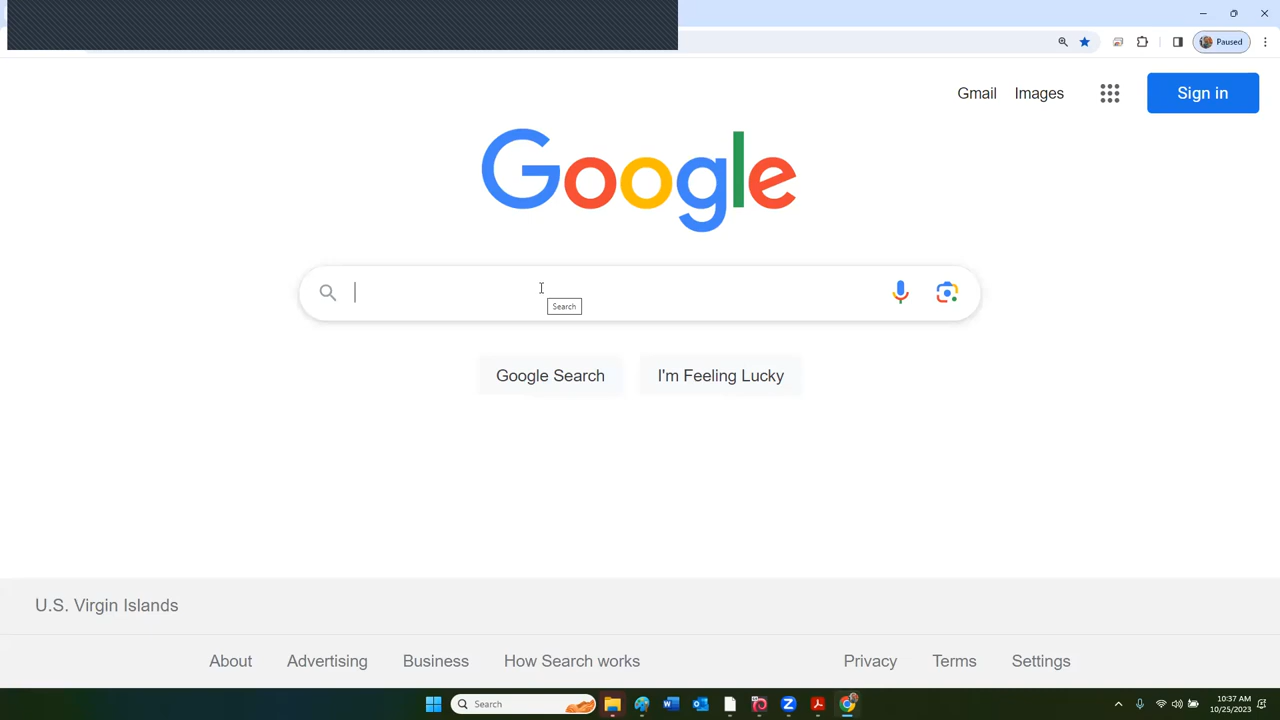 Paused
Gmail Images Sign in
Google
Search
Google Search I'm Feeling Lucky
U.S. Virgin Islands
About Advertising Business How Search works Privacy Terms Settings
Search 10:37 AM
10/25/2023